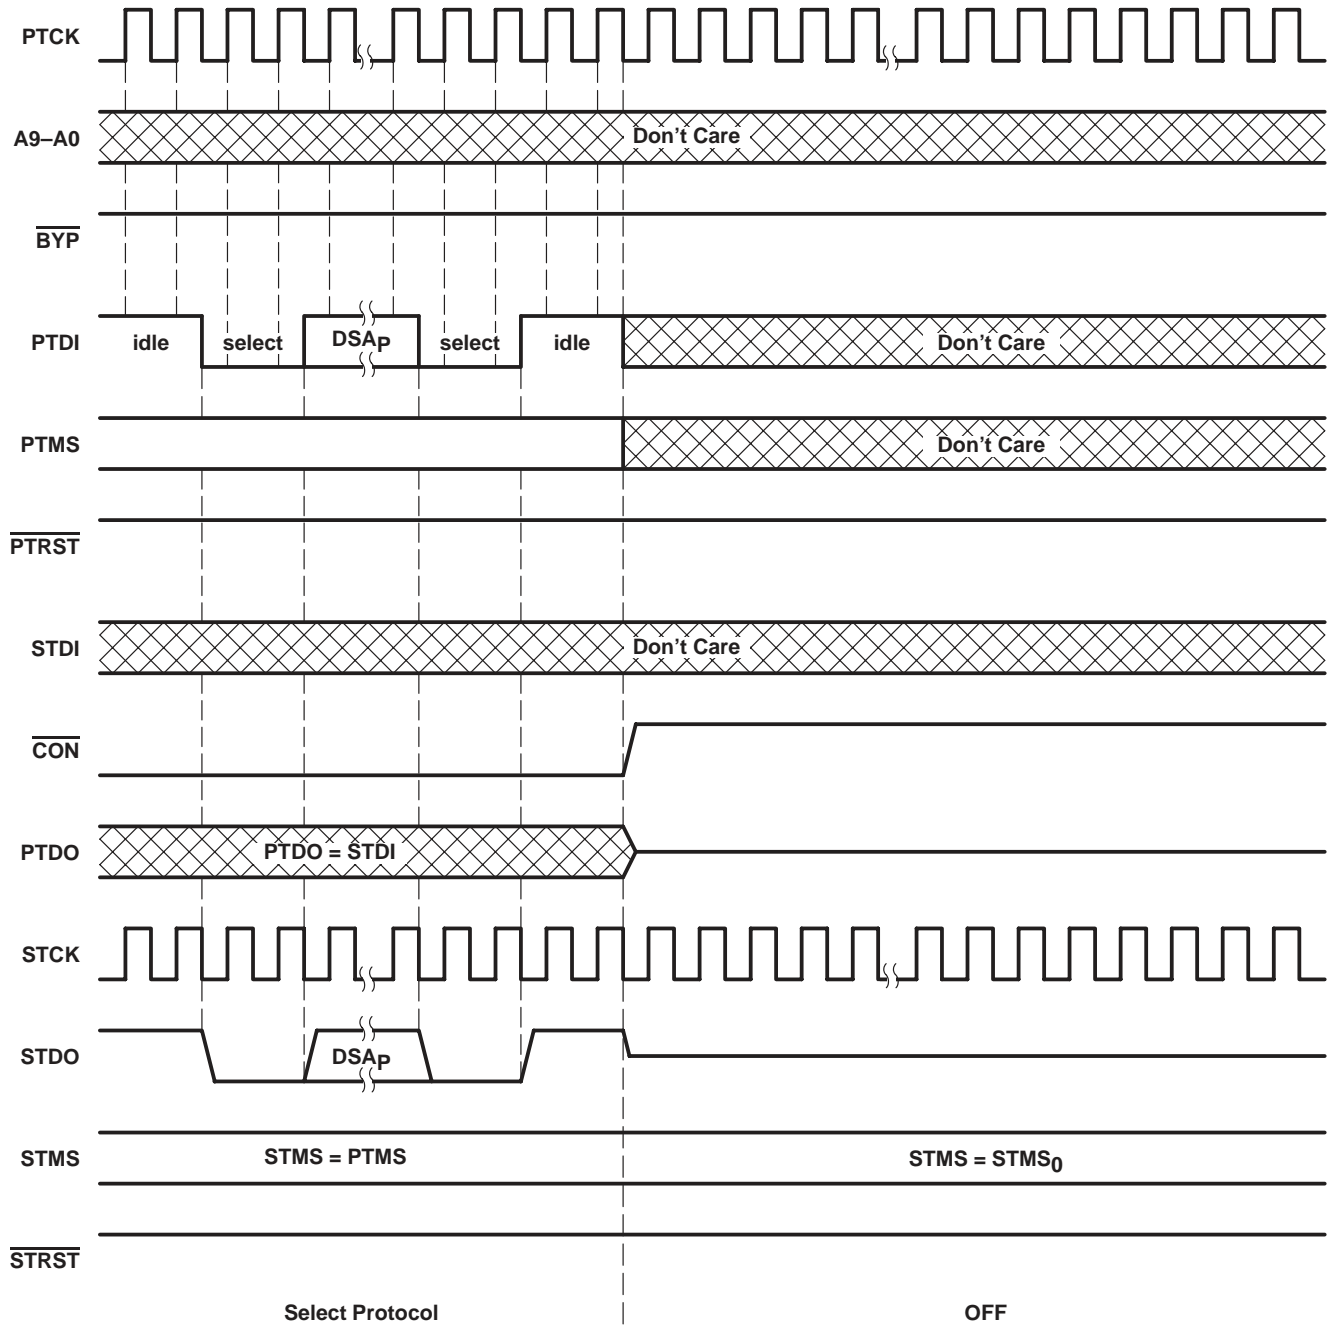 PTCK
A9–A0 Don't Care
BYP
PTDI idle select DSAP select idle Don't Care
PTMS Don't Care
PTRST
STDI Don't Care
CON
PTDO PTDO = STDI
STCK
STDO DSAP
STMS STMS = PTMS STMS = STMS0
STRST
Select Protocol OFF